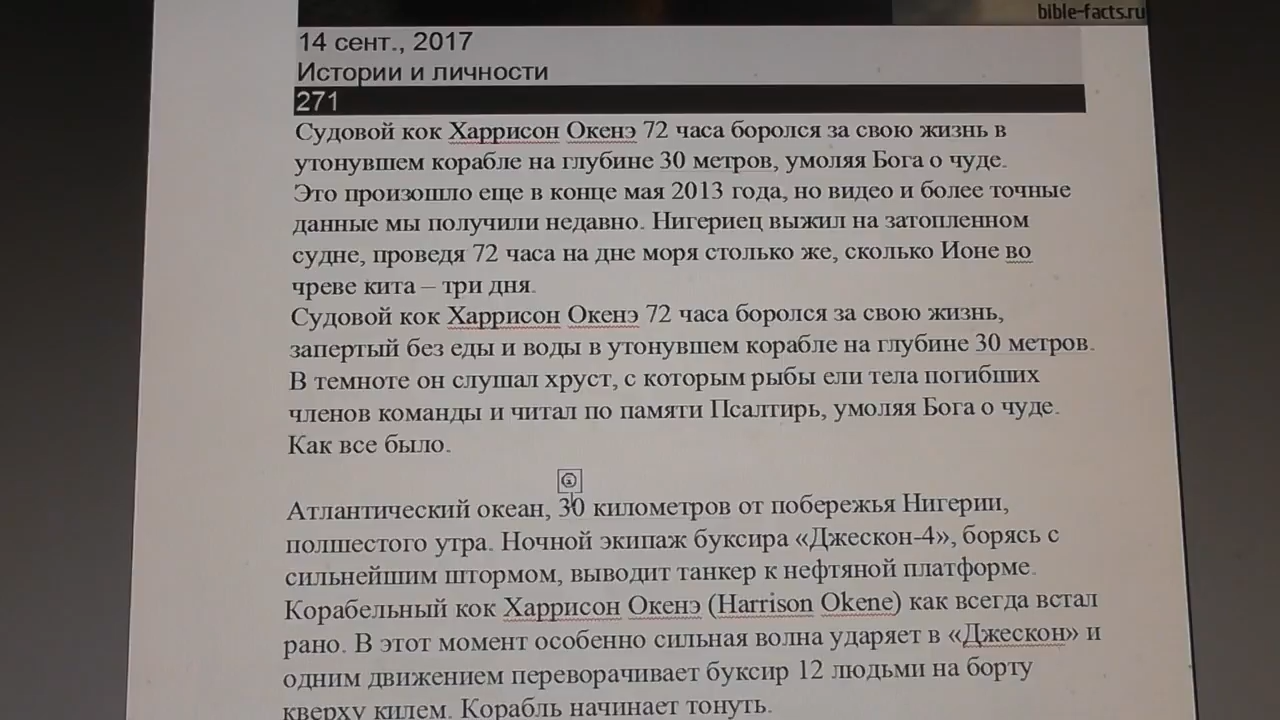 bible-facts.ru
14 сент., 2017
Истории и личности
271
Судовой кок Харрисон Окенэ 72 часа боролся за свою жизнь в
утонувшем корабле на глубине 30 метров, умоляя Бога о чуде.
Это произошло еще в конце мая 2013 года, но видео и более точные
данные мы получили недавно. Нигериец выжил на затопленном
судне, проведя 72 часа на дне моря столько же, сколько Ионе во
чреве кита – три дня.
Судовой кок Харрисон Окенэ 72 часа боролся за свою жизнь,
запертый без еды и воды в утонувшем корабле на глубине 30 метров.
В темноте он слушал хруст, с которым рыбы ели тела погибших
членов команды и читал по памяти Псалтирь, умоляя Бога о чуде.
Как все было.
Атлантический океан, 30 километров от побережья Нигерии,
полшестого утра. Ночной экипаж буксира «Джескон-4», борясь с
сильнейшим штормом, выводит танкер к нефтяной платформе.
Корабельный кок Харрисон Окенэ (Harrison Okene) как всегда встал
рано. В этот момент особенно сильная волна ударяет в «Джескон» и
одним движением переворачивает буксир 12 людьми на борту
кверху килем. Корабль начинает тонуть.